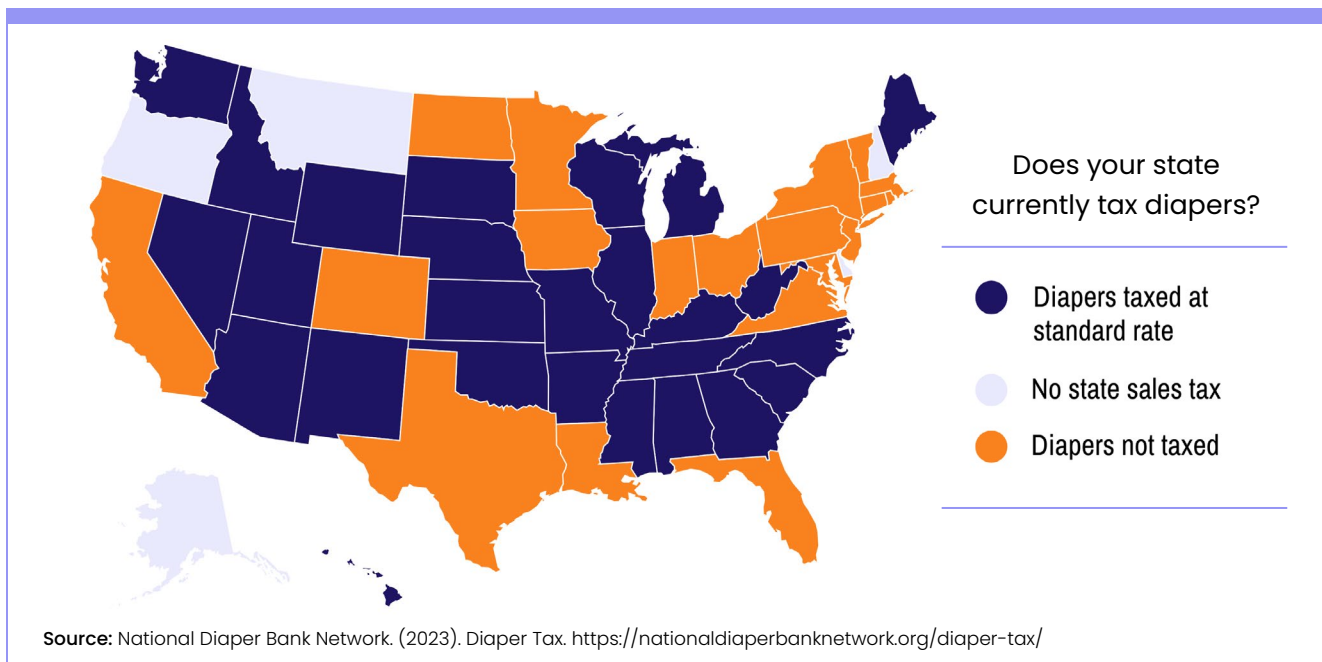 Does your state
currently tax diapers?
Diapers taxed at
standard rate
No state sales tax
Diapers not taxed
Source: National Diaper Bank Network. (2023). Diaper Tax. https://nationaldiaperbanknetwork.org/diaper-tax/